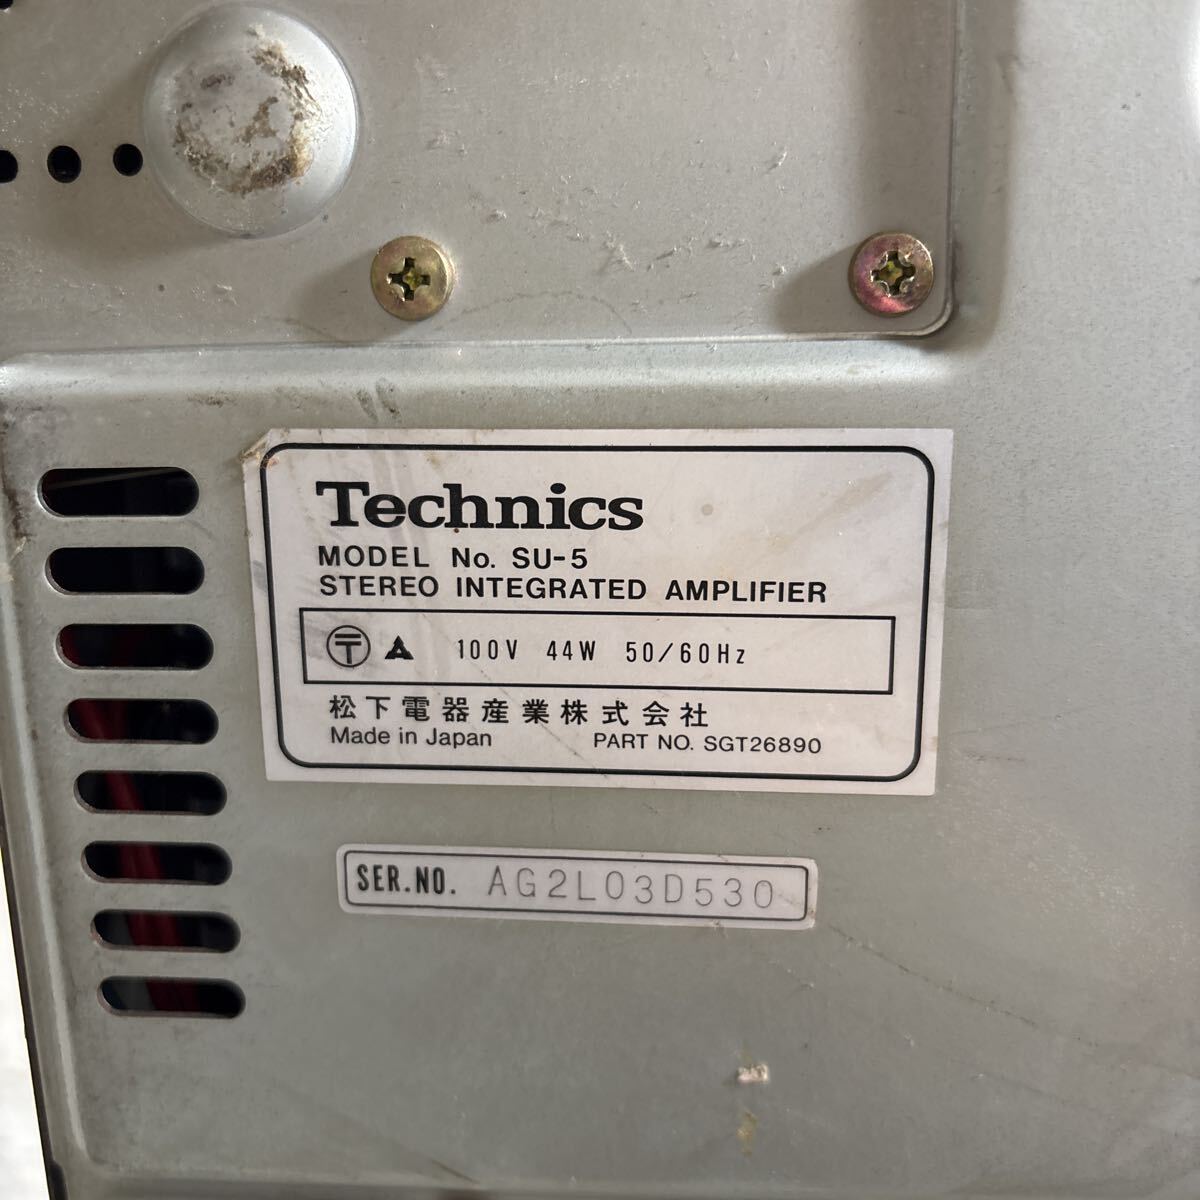 Technics
MODEL No. SU-5
STEREO INTEGRATED AMPLIFIER
100V 44W 50/60Hz
松下電器産業株式会社
Made in Japan PART NO. SGT26890
SER.NO. AG2L03D530